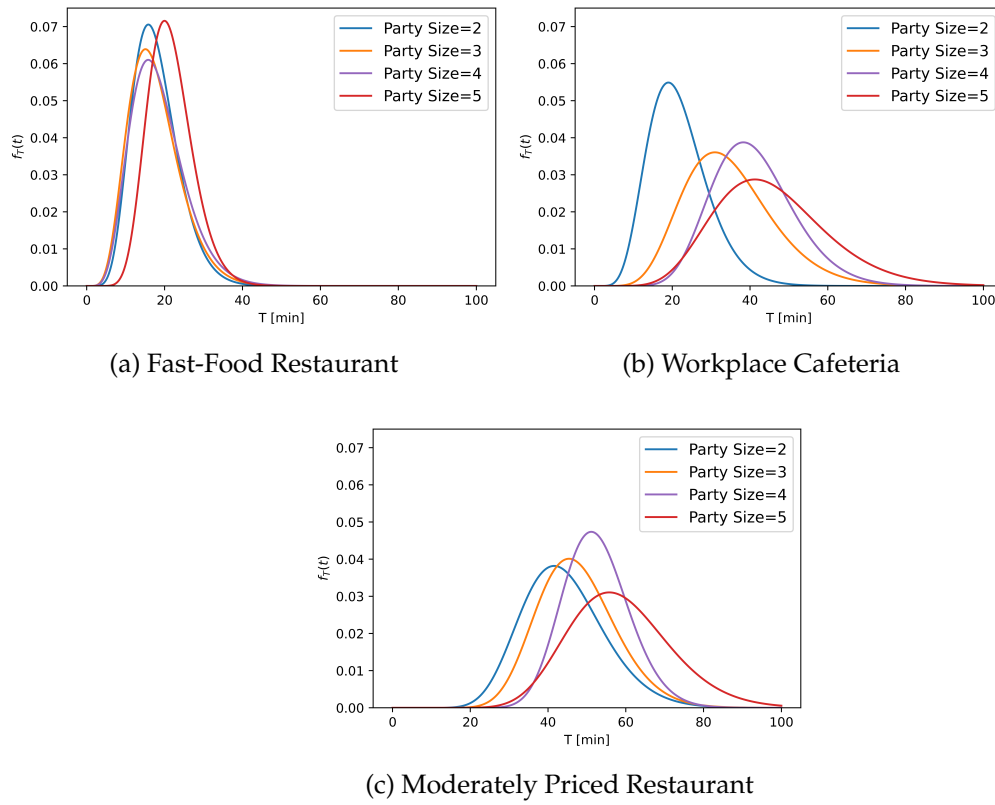 0.07
0.06
0.05
0.04
0.03
0.02
0.01
0.00
f_T(t)
0 20 40 60 80 100
T [min]
Party Size=2
Party Size=3
Party Size=4
Party Size=5
(a) Fast-Food Restaurant
0.07
0.06
0.05
0.04
0.03
0.02
0.01
0.00
f_T(t)
0 20 40 60 80 100
T [min]
Party Size=2
Party Size=3
Party Size=4
Party Size=5
(b) Workplace Cafeteria
0.07
0.06
0.05
0.04
0.03
0.02
0.01
0.00
f_T(t)
0 20 40 60 80 100
T [min]
Party Size=2
Party Size=3
Party Size=4
Party Size=5
(c) Moderately Priced Restaurant